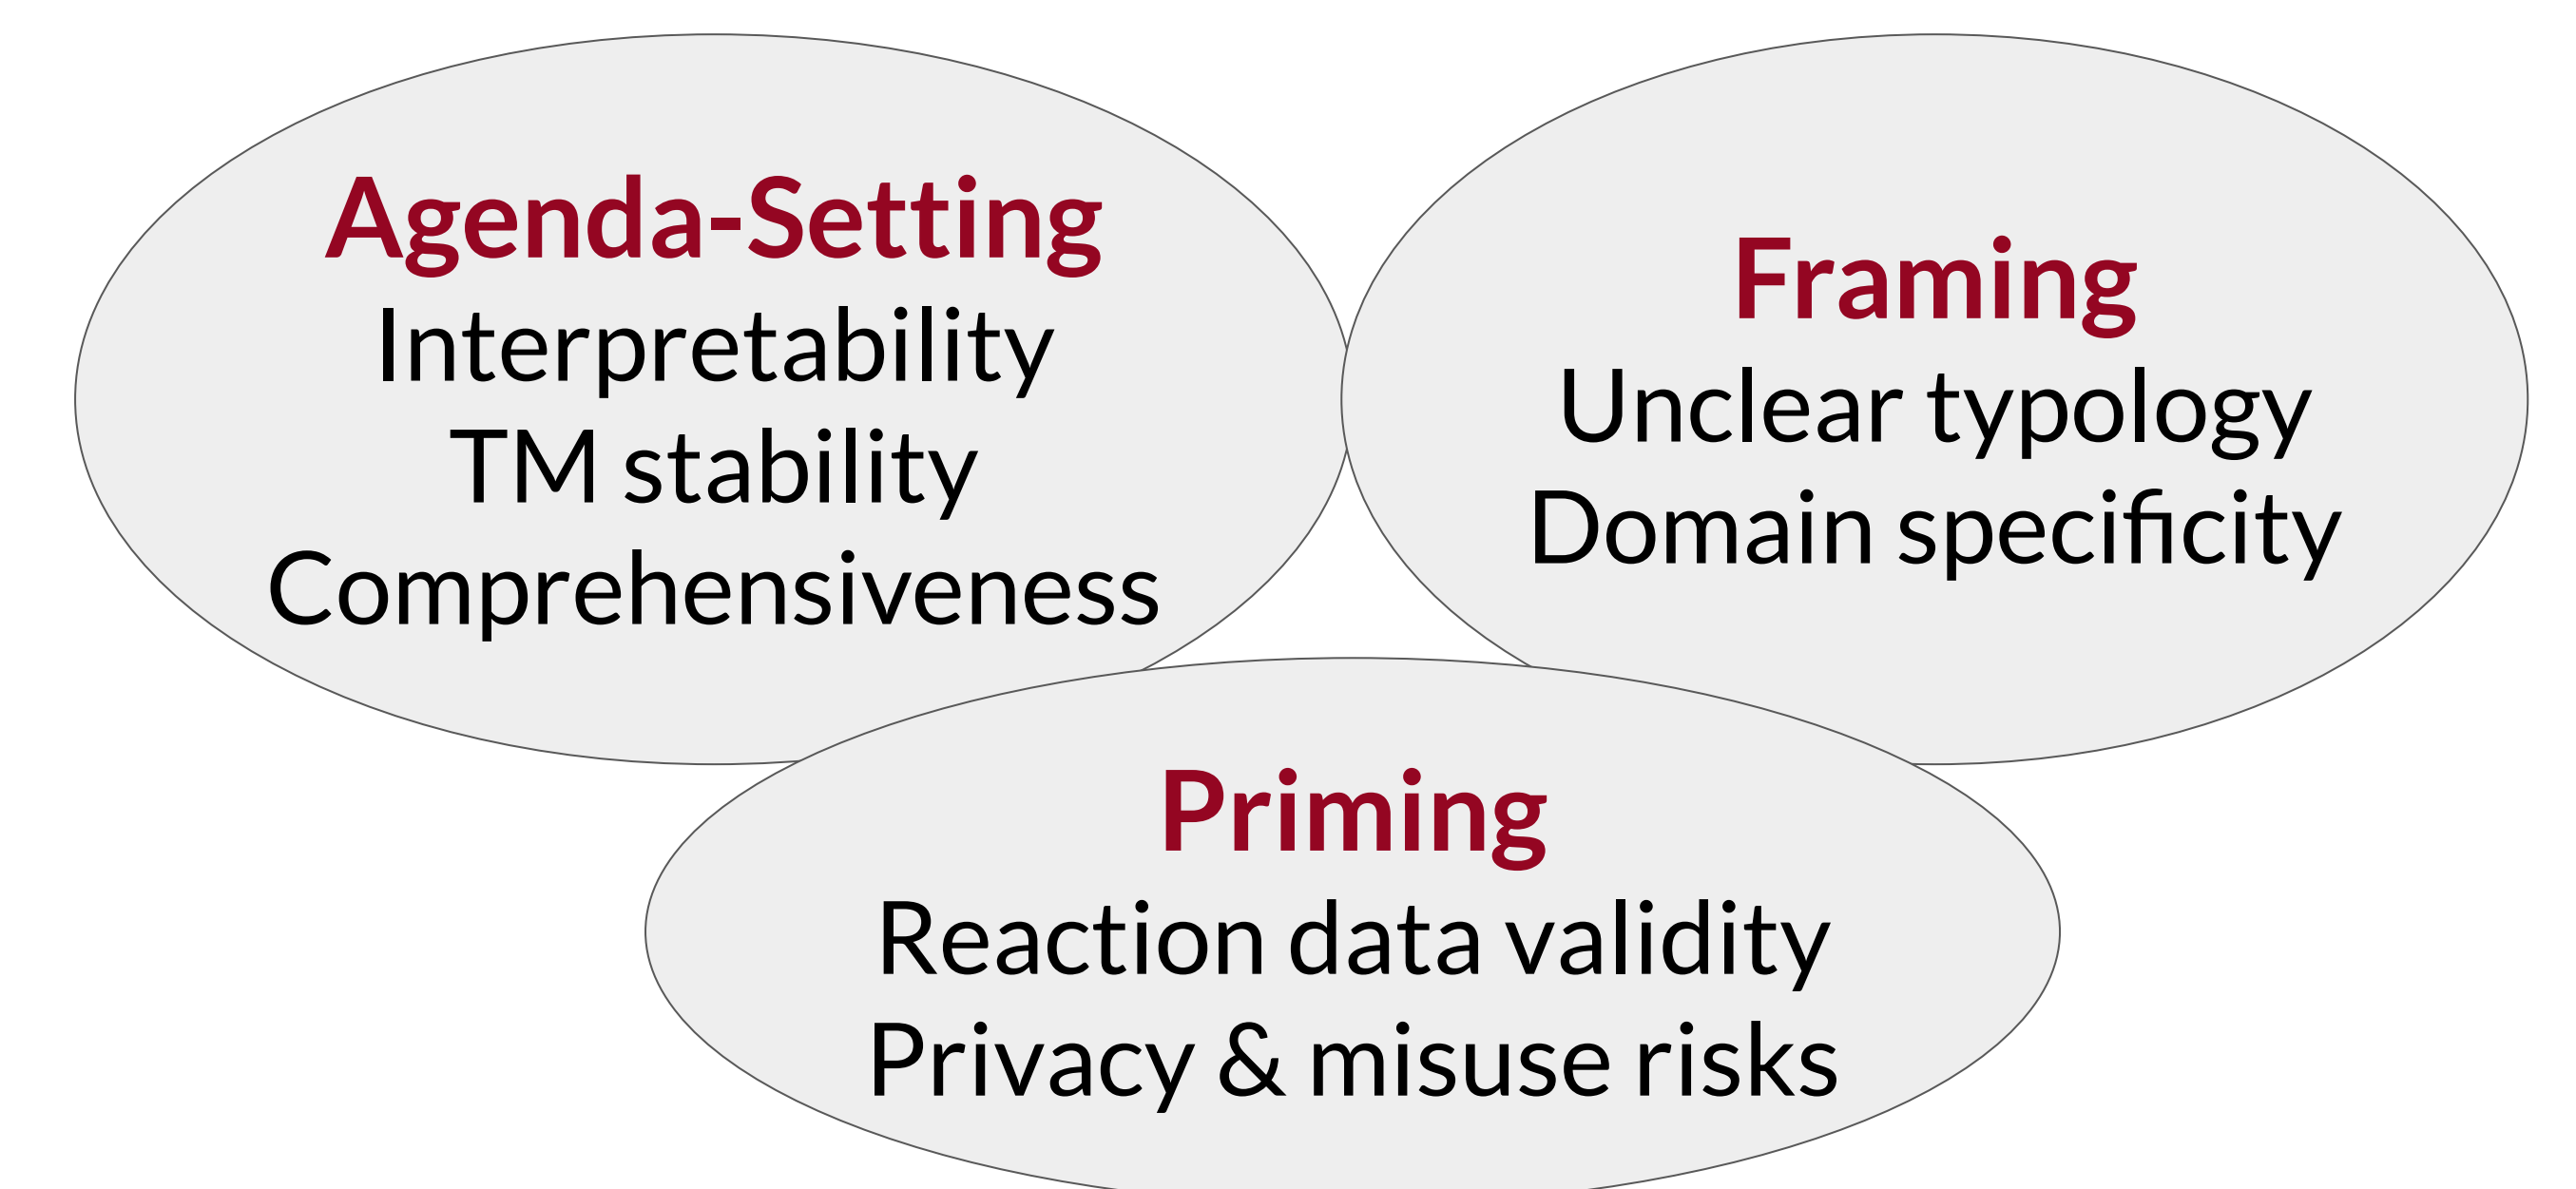 Agenda-Setting
Interpretability
TM stability
Comprehensiveness
Framing
Unclear typology
Domain specificity
Priming
Reaction data validity
Privacy & misuse risks